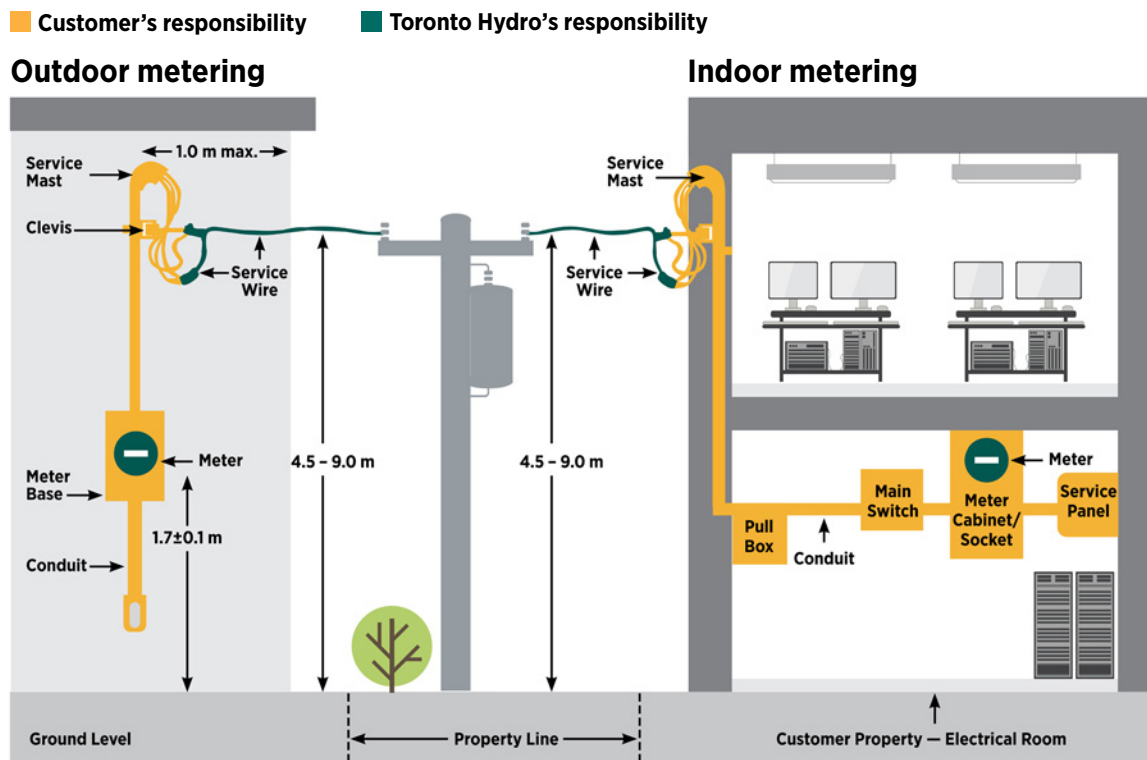 Customer's responsibility
Toronto Hydro's responsibility
Outdoor metering
Indoor metering
1.0 m max.
Service
Mast
Clevis
Service
Wire
Service
Wire
Service
Mast
Meter
Meter
Base
1.7±0.1 m
Conduit
4.5 – 9.0 m
4.5 – 9.0 m
Pull
Box
Conduit
Main
Switch
Meter
Meter
Cabinet/
Socket
Service
Panel
Ground Level
Property Line
Customer Property — Electrical Room